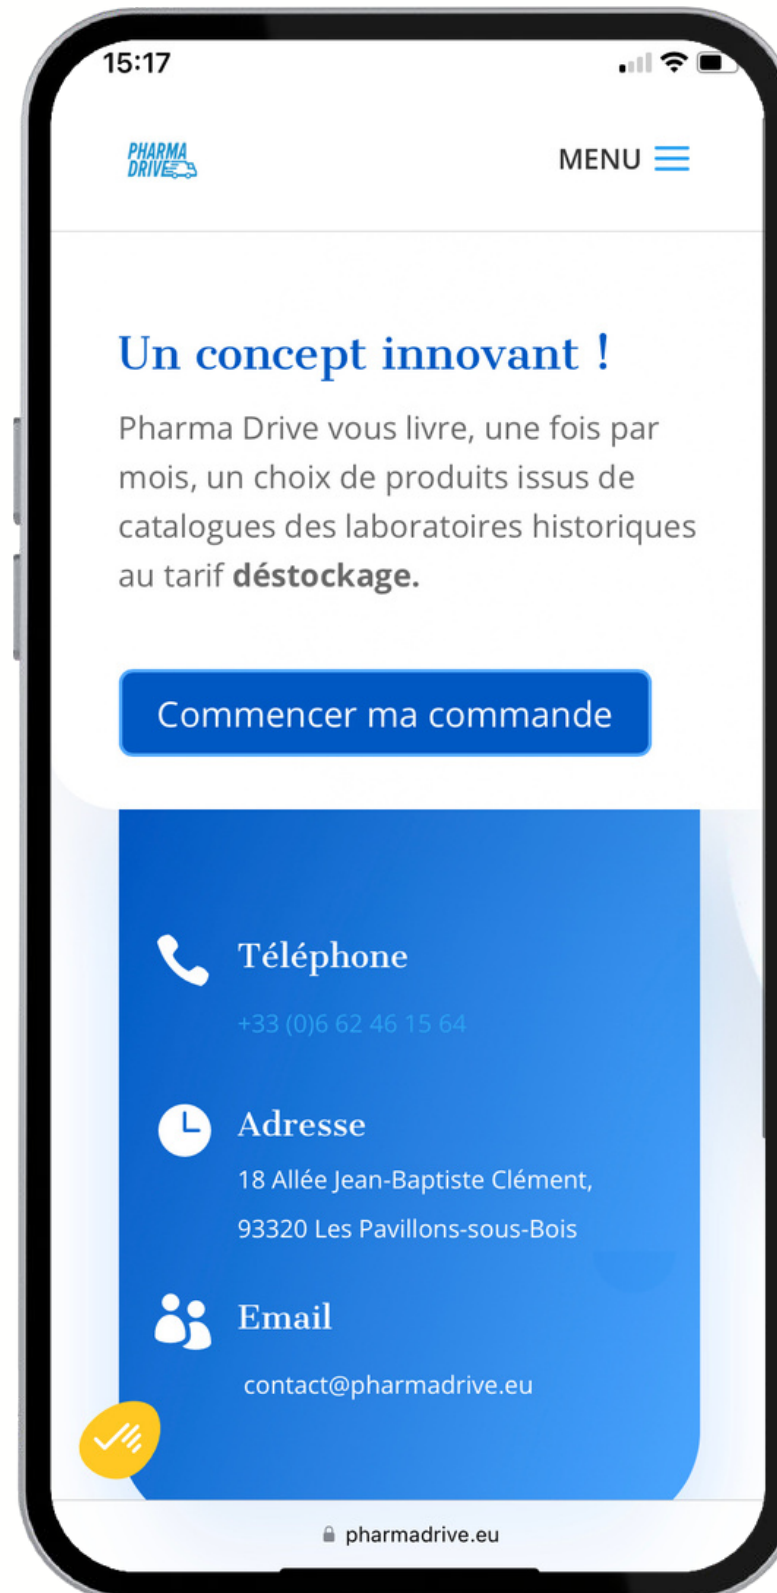 15:17
PHARMA
DRIVE
MENU
Un concept innovant !
Pharma Drive vous livre, une fois par
mois, un choix de produits issus de
catalogues des laboratoires historiques
au tarif déstockage.
Commencer ma commande
Téléphone
+33 (0)6 62 46 15 64
Adresse
18 Allée Jean-Baptiste Clément,
93320 Les Pavillons-sous-Bois
Email
contact@pharmadrive.eu
pharmadrive.eu